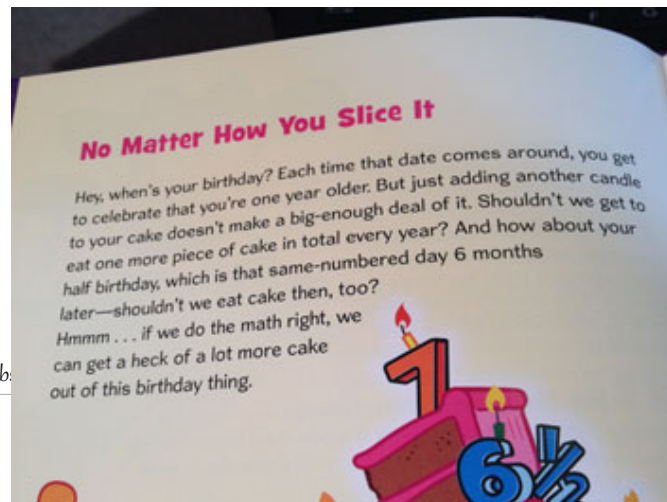 No Matter How You Slice It
Hey, when's your birthday? Each time that date comes around, you get
to celebrate that you're one year older. But just adding another candle
to your cake doesn't make a big-enough deal of it. Shouldn't we get to
eat one more piece of cake in total every year? And how about your
half birthday, which is that same-numbered day 6 months
later—shouldn't we eat cake then, too?
Hmmm . . . if we do the math right, we
can get a heck of a lot more cake
out of this birthday thing.
7
6½